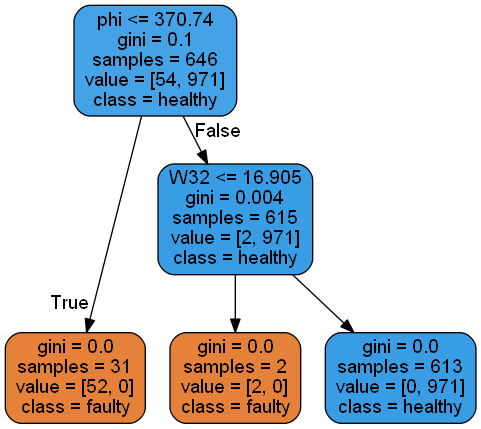 phi <= 370.74
gini = 0.1
samples = 646
value = [54, 971]
class = healthy
False
W32 <= 16.905
gini = 0.004
samples = 615
value = [2, 971]
class = healthy
True
gini = 0.0
samples = 31
value = [52, 0]
class = faulty
gini = 0.0
samples = 2
value = [2, 0]
class = faulty
gini = 0.0
samples = 613
value = [0, 971]
class = healthy